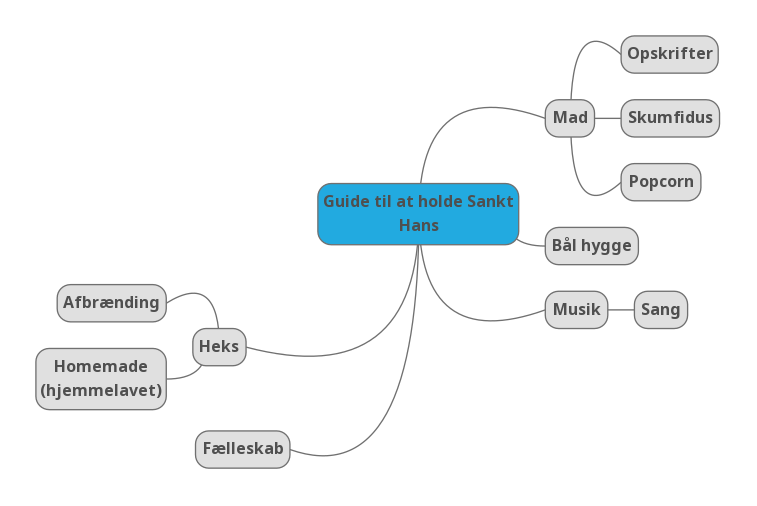 Opskrifter
Mad
Skumfidus
Popcorn
Guide til at holde Sankt
Hans
Bål hygge
Musik
Sang
Afbrænding
Heks
Homemade
(hjemmelavet)
Fælleskab